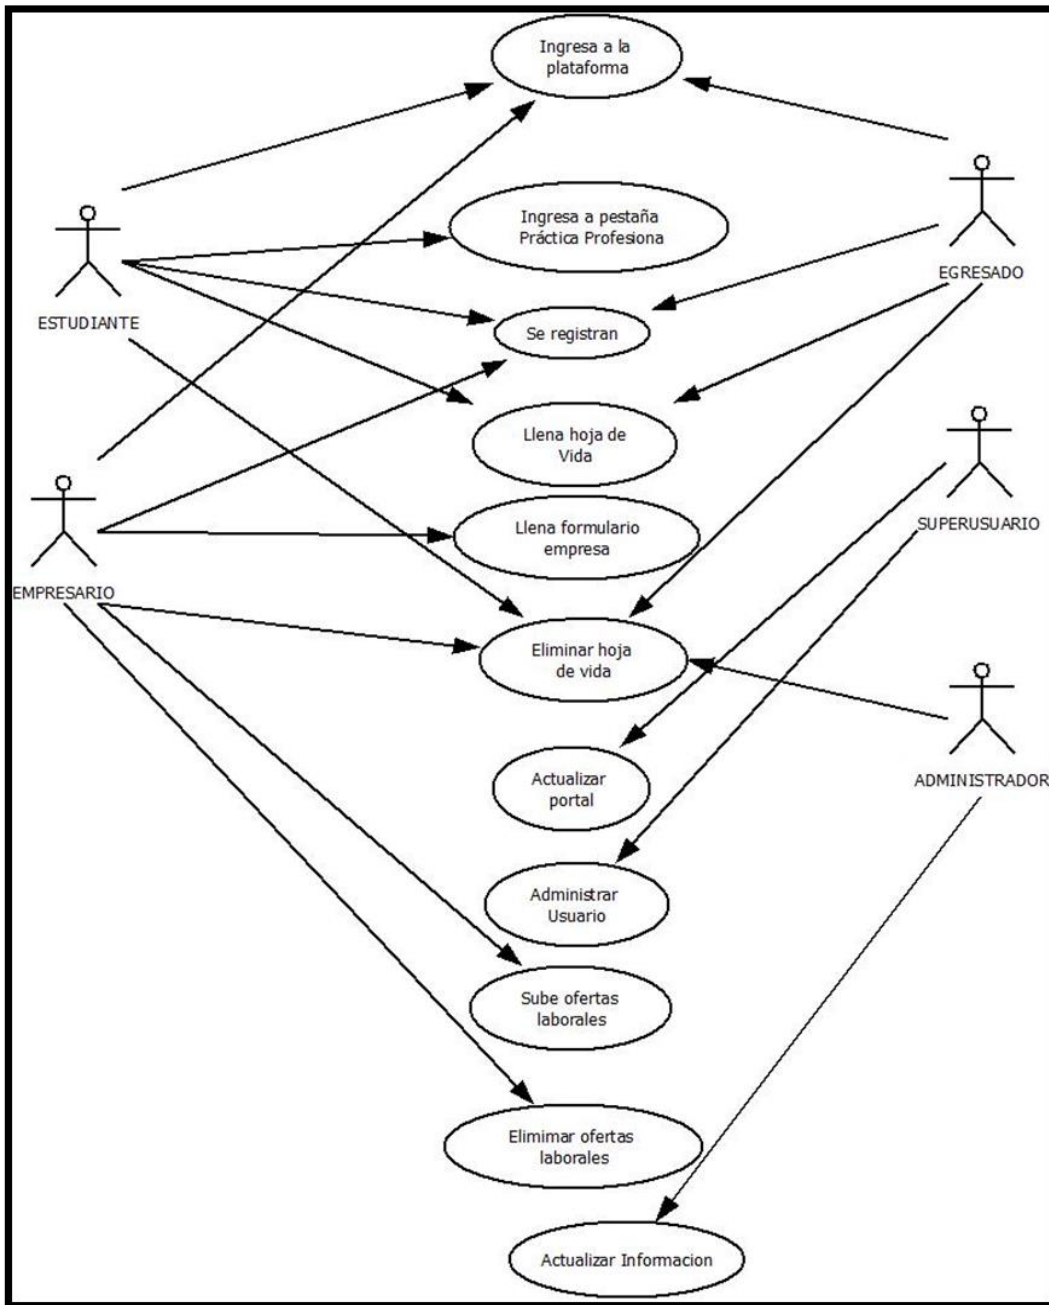 Ingresa a la
plataforma
Ingresa a pestaña
Práctica Profesiona
EGRESADO
ESTUDIANTE
Se registran
Llena hoja de
Vida
SUPERUSUARIO
Llena formulario
empresa
EMPRESARIO
Eliminar hoja
de vida
Actualizar
portal
ADMINISTRADOR
Administrar
Usuario
Sube ofertas
laborales
Elimimar ofertas
laborales
Actualizar Informacion